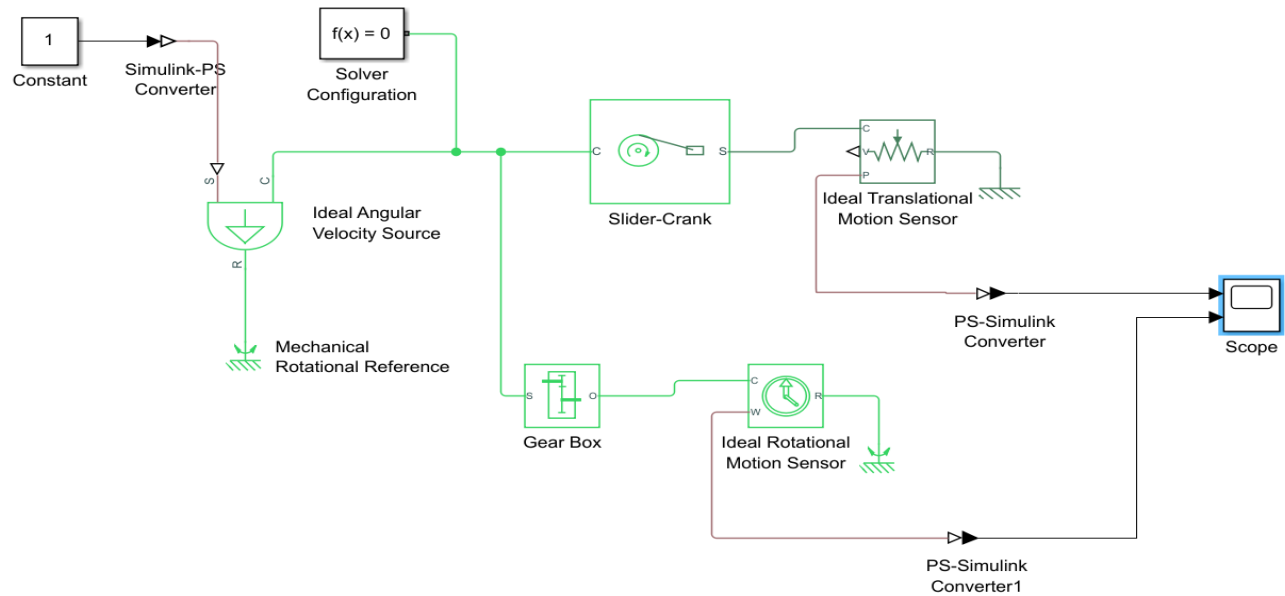 1
Constant
Simulink-PS
Converter
f(x) = 0
Solver
Configuration
S
C
Ideal Angular
Velocity Source
R
Mechanical
Rotational Reference
C
S
Slider-Crank
C
V
R
P
Ideal Translational
Motion Sensor
PS-Simulink
Converter
Scope
S
O
Gear Box
C
W
R
Ideal Rotational
Motion Sensor
PS-Simulink
Converter1